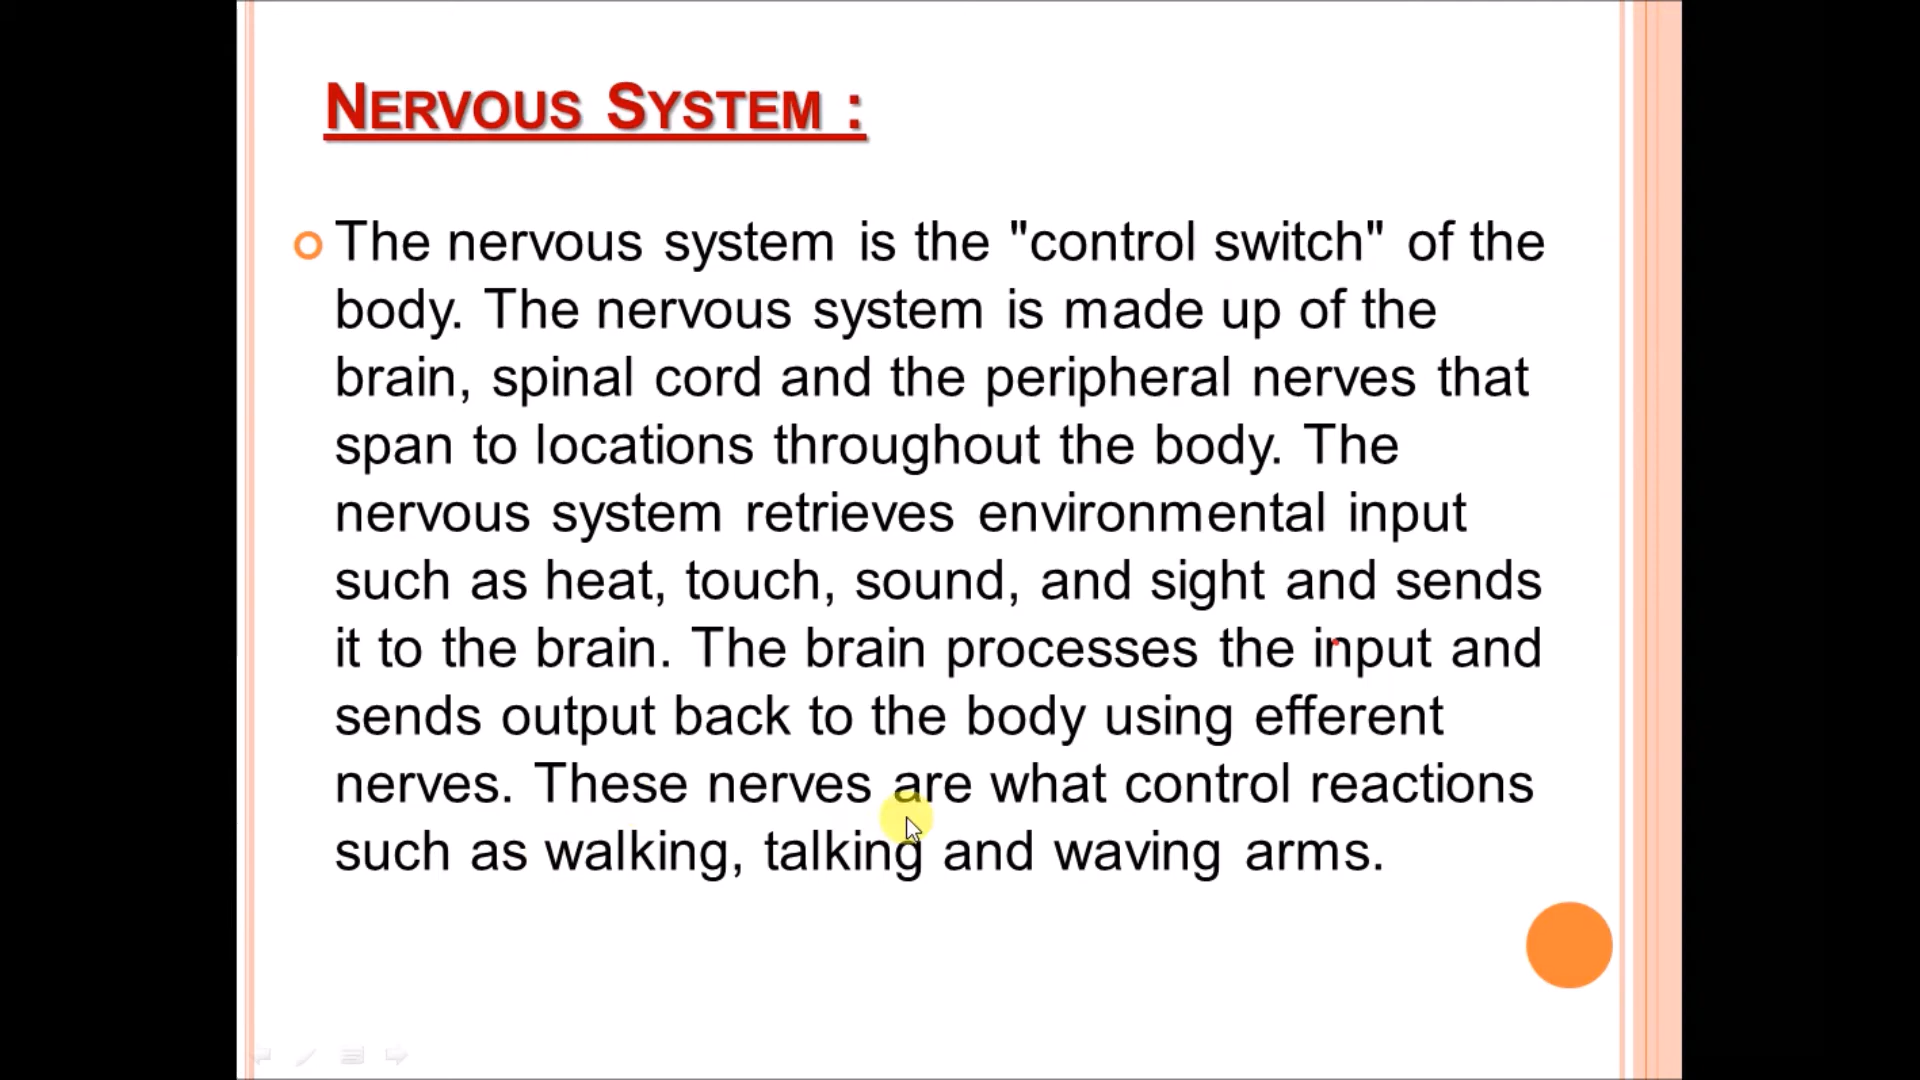 NERVOUS SYSTEM :
The nervous system is the "control switch" of the
body. The nervous system is made up of the
brain, spinal cord and the peripheral nerves that
span to locations throughout the body. The
nervous system retrieves environmental input
such as heat, touch, sound, and sight and sends
it to the brain. The brain processes the input and
sends output back to the body using efferent
nerves. These nerves are what control reactions
such as walking, talking and waving arms.